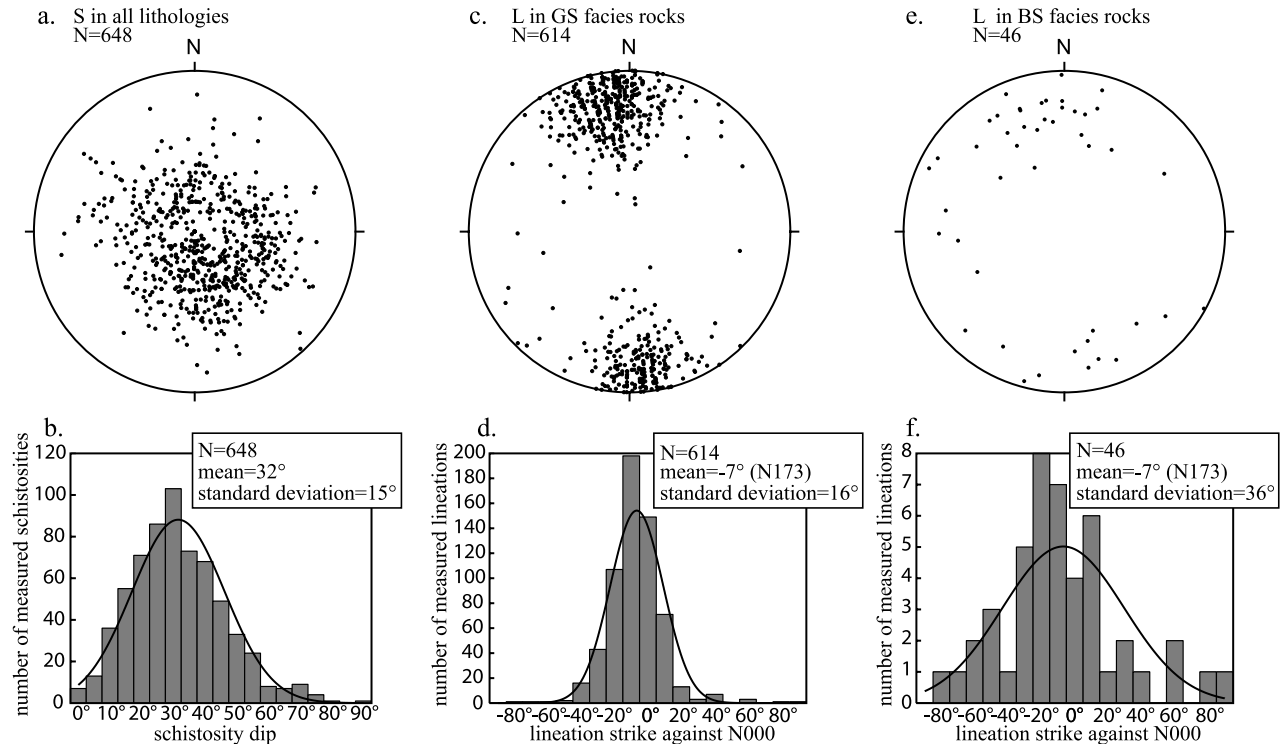 a. S in all lithologies
N=648
N
c. L in GS facies rocks
N=614
N
e. L in BS facies rocks
N=46
N
b.
number of measured schistosities
120
100
80
60
40
20
0
N=648
mean=32°
standard deviation=15°
0° 10° 20° 30° 40° 50° 60° 70° 80° 90°
schistosity dip
d.
number of measured lineations
200
180
160
140
120
100
80
60
40
20
0
N=614
mean=-7° (N173)
standard deviation=16°
-80° -60° -40° -20° 0° 20° 40° 60° 80°
lineation strike against N000
f.
number of measured lineations
8
7
6
5
4
3
2
1
0
N=46
mean=-7° (N173)
standard deviation=36°
-80° -60° -40° -20° 0° 20° 40° 60° 80°
lineation strike against N000